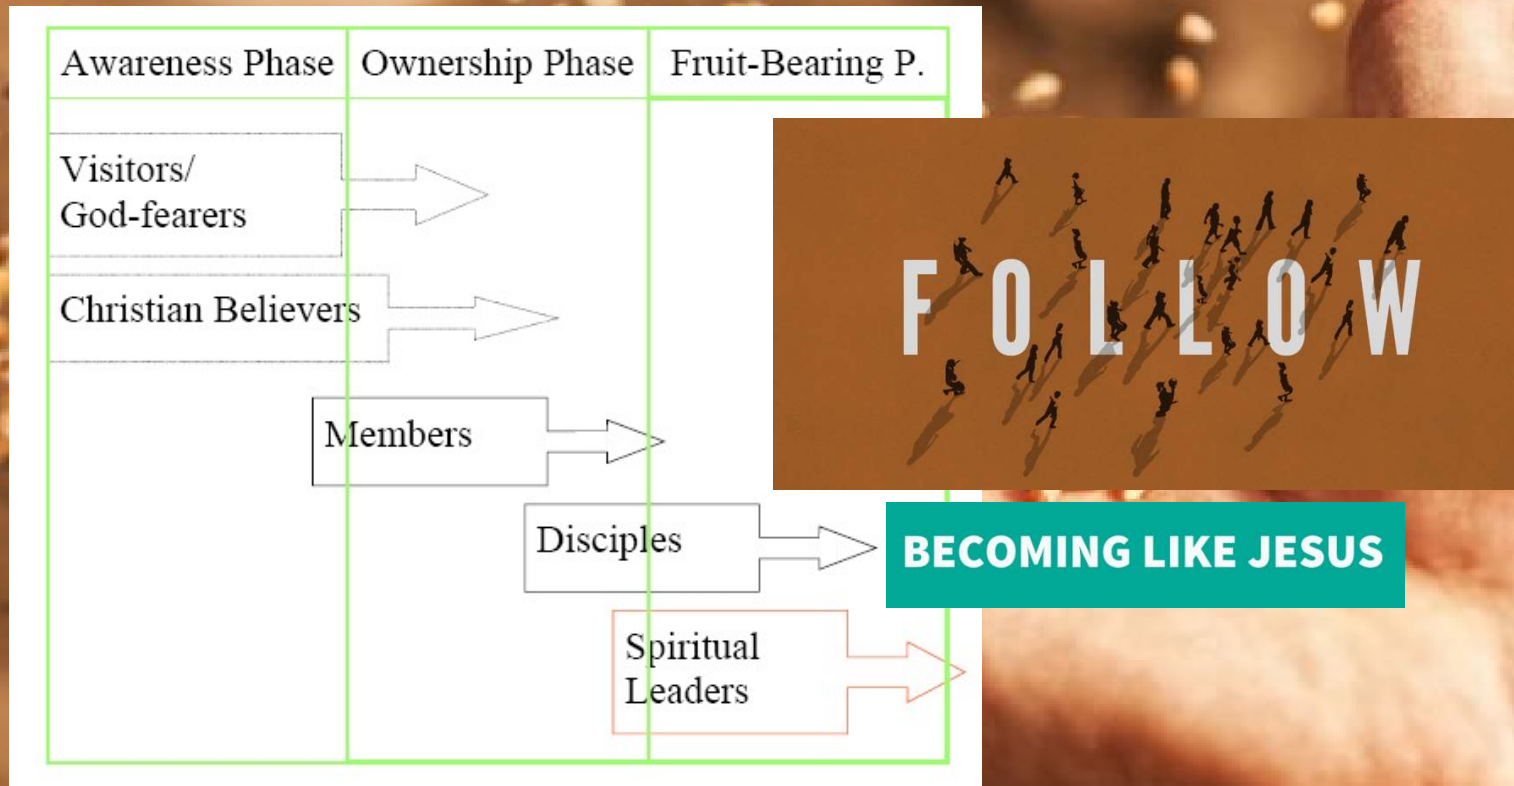 Awareness Phase
Ownership Phase
Fruit-Bearing P.
Visitors/
God-fearers
Christian Believers
Members
Disciples
Spiritual
Leaders
FOLLOW
BECOMING LIKE JESUS